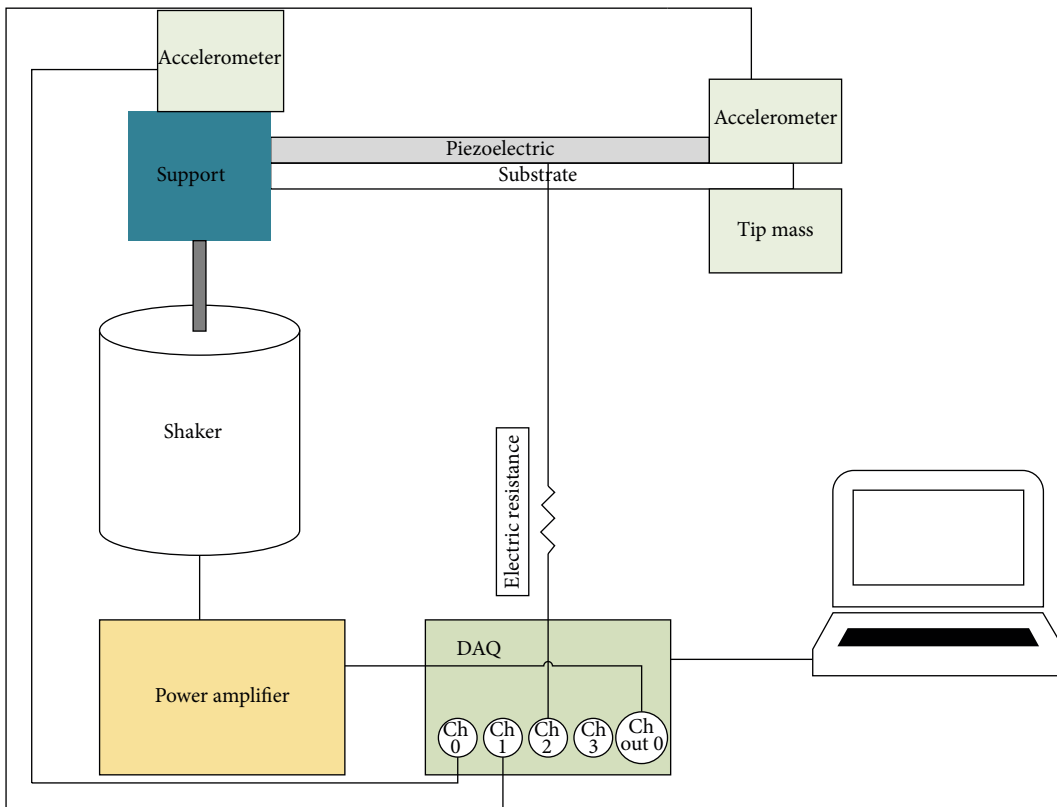 Accelerometer
Accelerometer
Piezoelectric
Support
Substrate
Tip mass
Shaker
Electric resistance
DAQ
Power amplifier
Ch
0
Ch
1
Ch
2
Ch
3
Ch
out 0